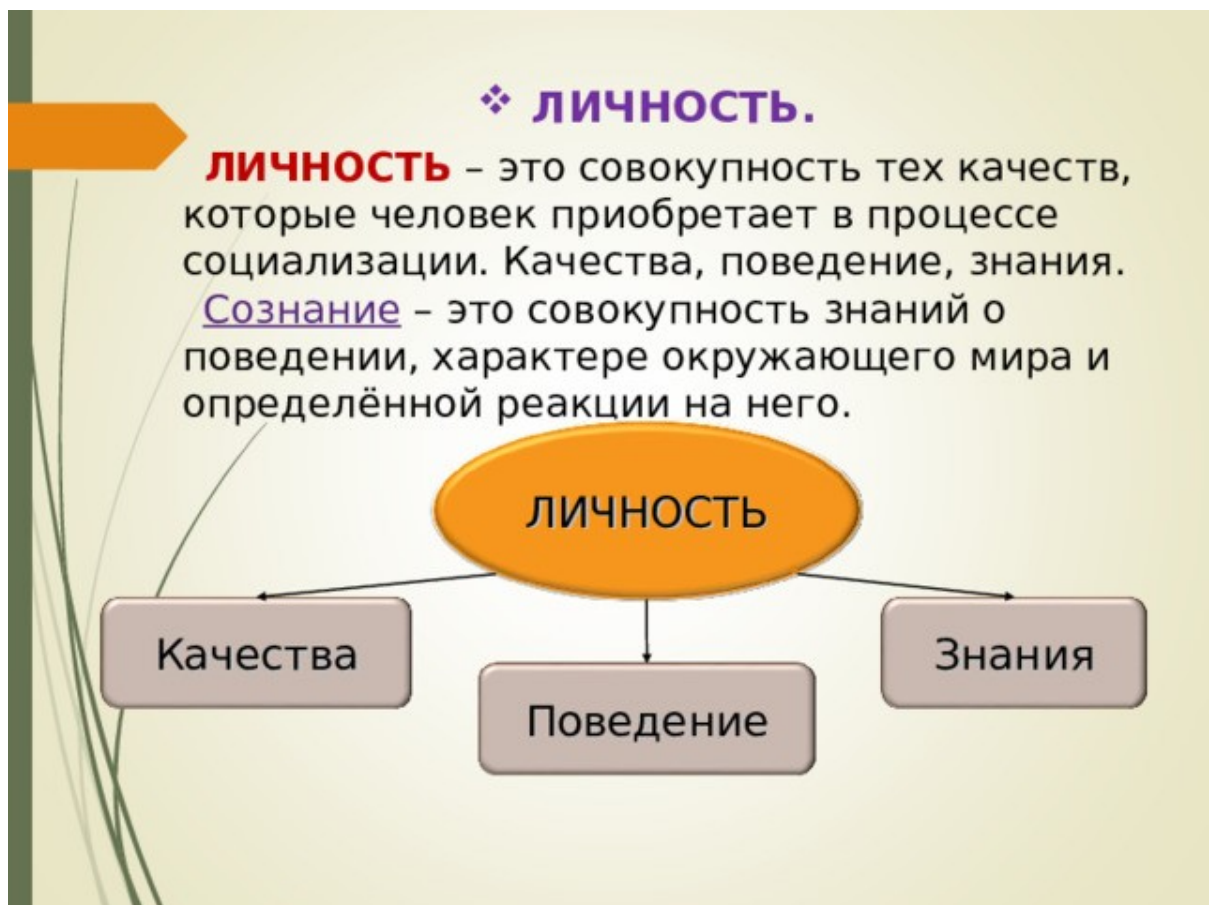 ❖ ЛИЧНОСТЬ.
ЛИЧНОСТЬ – это совокупность тех качеств,
которые человек приобретает в процессе
социализации. Качества, поведение, знания.
Сознание – это совокупность знаний о
поведении, характере окружающего мира и
определённой реакции на него.
ЛИЧНОСТЬ
Качества
Поведение
Знания